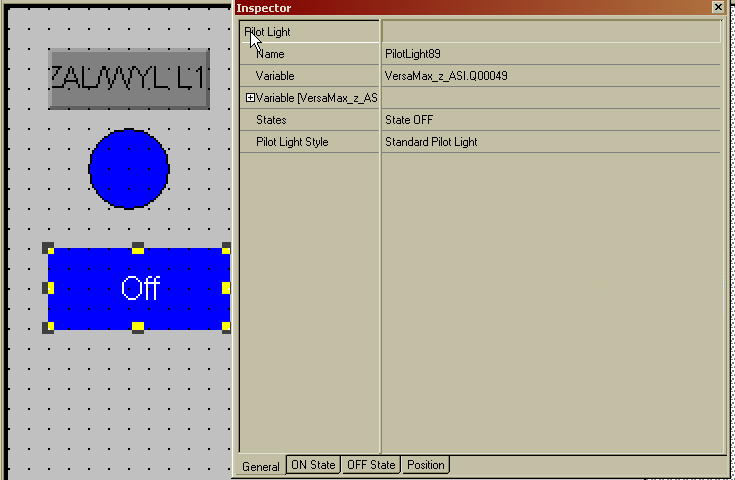 Inspector
ZAL/WYL L1
Off
Pilot Light
Name PilotLight89
Variable VersaMax_z_ASI.Q00049
Variable [VersaMax_z_AS
States State OFF
Pilot Light Style Standard Pilot Light
General ON State OFF State Position